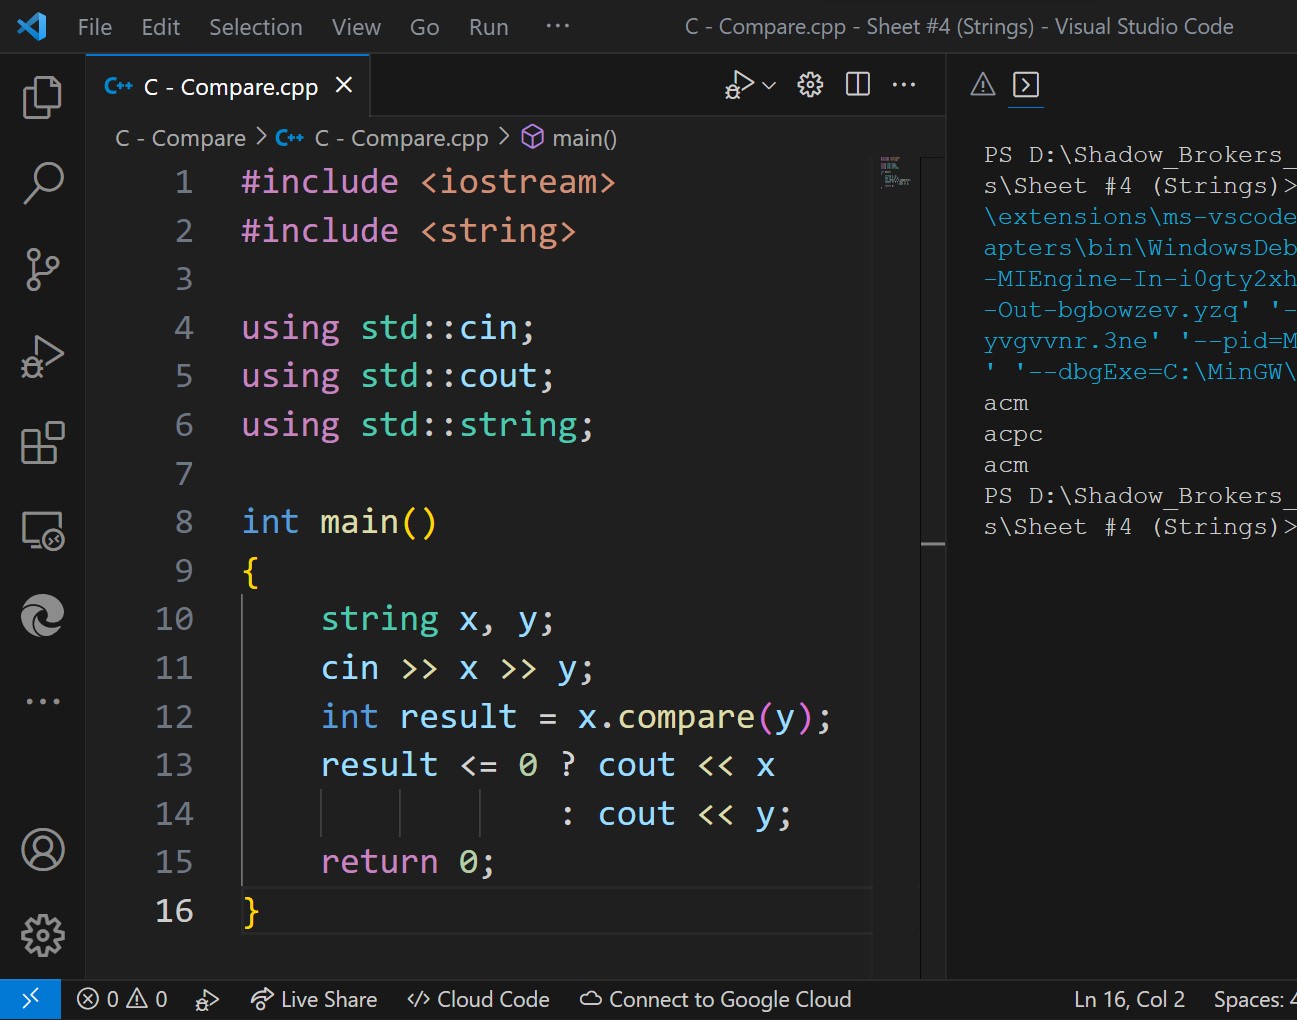 File Edit Selection View Go Run ··· C - Compare.cpp - Sheet #4 (Strings) - Visual Studio Code
C++ C - Compare.cpp ×
C - Compare > C++ C - Compare.cpp > main()
1 #include <iostream>
2 #include <string>
3
4 using std::cin;
5 using std::cout;
6 using std::string;
7
8 int main()
9 {
10 string x, y;
11 cin >> x >> y;
12 int result = x.compare(y);
13 result <= 0 ? cout << x
14 : cout << y;
15 return 0;
16 }
PS D:\Shadow_Brokers_
s\Sheet #4 (Strings)>
\extensions\ms-vscode
apters\bin\WindowsDeb
-MIEngine-In-i0gty2xh
-Out-bgbowzev.yzq' '-
yvgvvnr.3ne' '--pid=M
' '--dbgExe=C:\MinGW\
acm
acpc
acm
PS D:\Shadow_Brokers_
s\Sheet #4 (Strings)>
0 0 Live Share </> Cloud Code Connect to Google Cloud Ln 16, Col 2 Spaces: 4